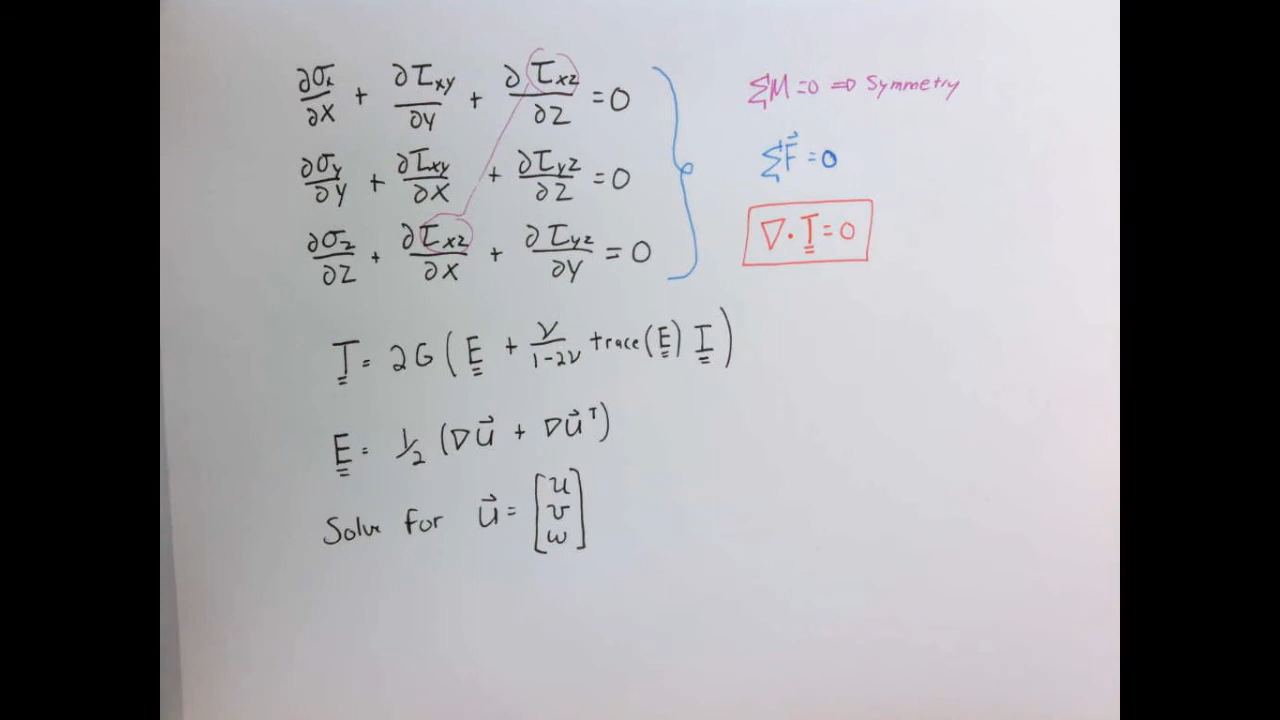 ∂σx/∂X + ∂τxy/∂Y + ∂τxz/∂Z = 0
ΣM = 0 => Symmetry
∂σy/∂Y + ∂τxy/∂X + ∂τyz/∂Z = 0
ΣF⃗ = 0
∂σz/∂Z + ∂τxz/∂X + ∂τyz/∂Y = 0
∇ · T = 0
T = 2G ( E + ν/(1-2ν) trace(E) I )
E = 1/2 (∇u⃗ + ∇u⃗ᵀ)
Solve for u⃗ = [u v w]